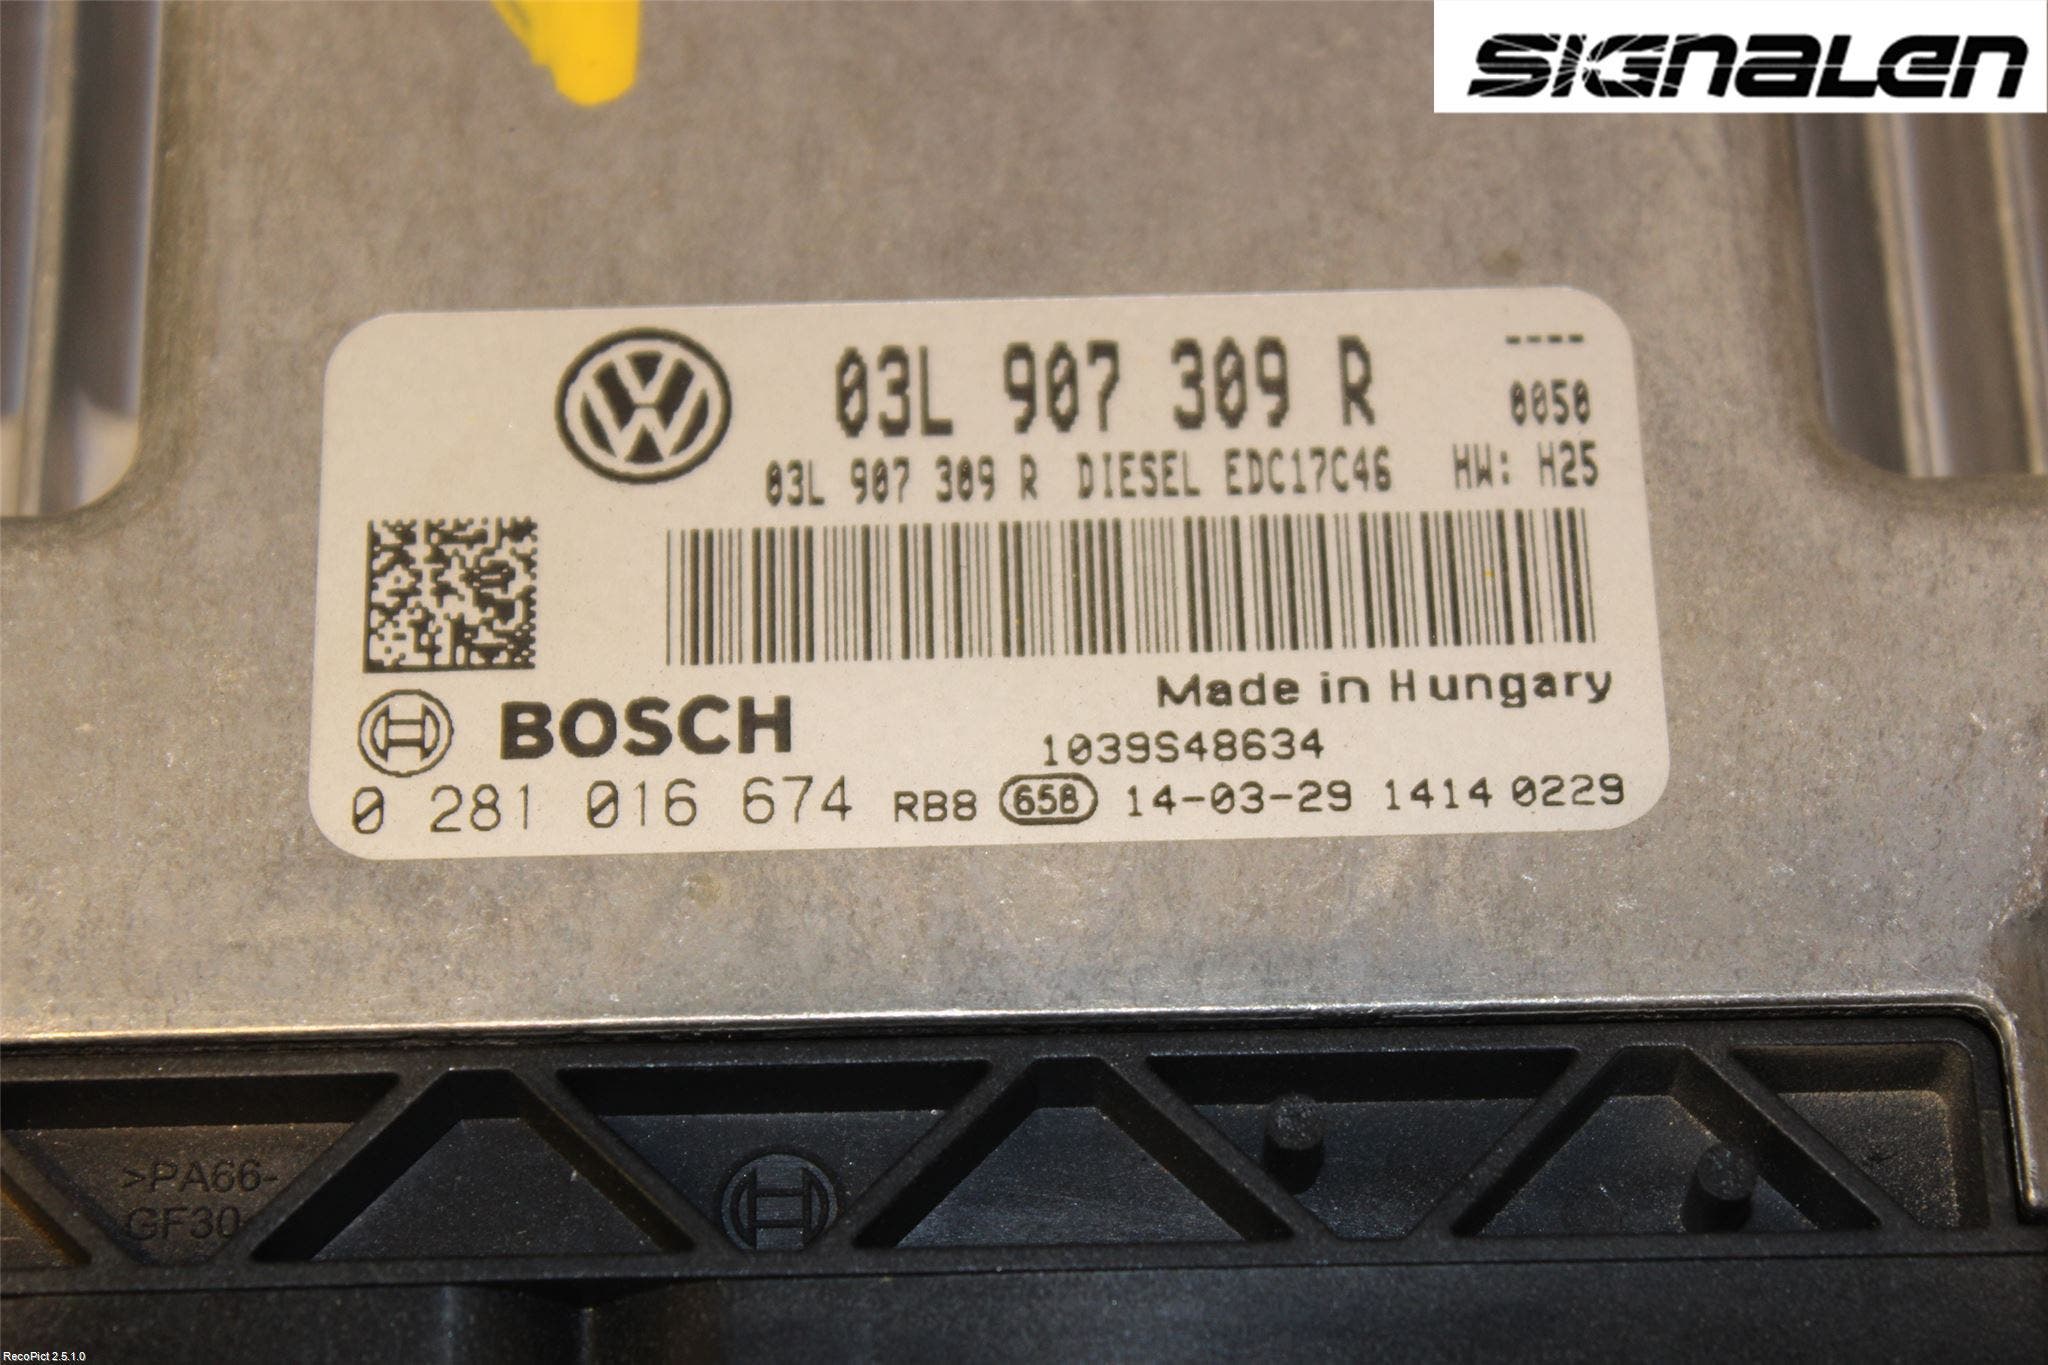 SIGNALEN
03L 907 309 R
----
0050
03L 907 309 R DIESEL EDC17C46 HW: H25
Made in Hungary
BOSCH
1039S48634
0 281 016 674 RB8 658 14-03-29 1414 0229
>PA66-
GF30
RecoPict 2.5.1.0